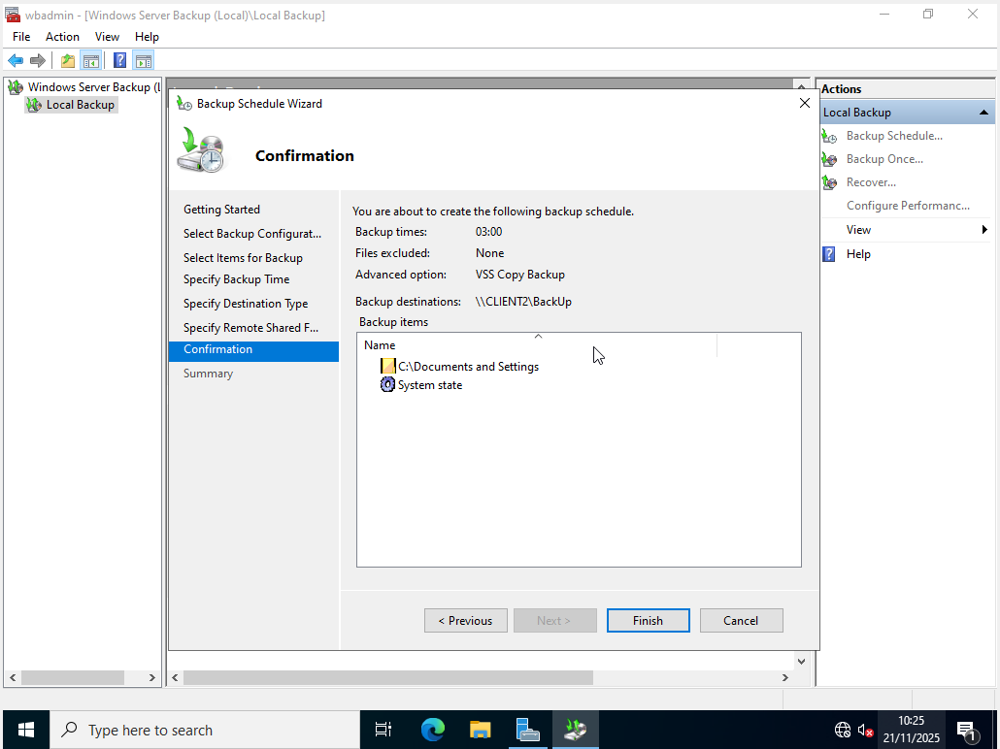 wbadmin - [Windows Server Backup (Local)\Local Backup]
File Action View Help
Windows Server Backup (L
Local Backup
Backup Schedule Wizard
Confirmation
Getting Started
Select Backup Configurat...
Select Items for Backup
Specify Backup Time
Specify Destination Type
Specify Remote Shared F...
Confirmation
Summary
You are about to create the following backup schedule.
Backup times: 03:00
Files excluded: None
Advanced option: VSS Copy Backup
Backup destinations: \\CLIENT2\BackUp
Backup items
Name
C:\Documents and Settings
System state
< Previous Next > Finish Cancel
Actions
Local Backup
Backup Schedule...
Backup Once...
Recover...
Configure Performanc...
View
Help
Type here to search
10:25
21/11/2025
1